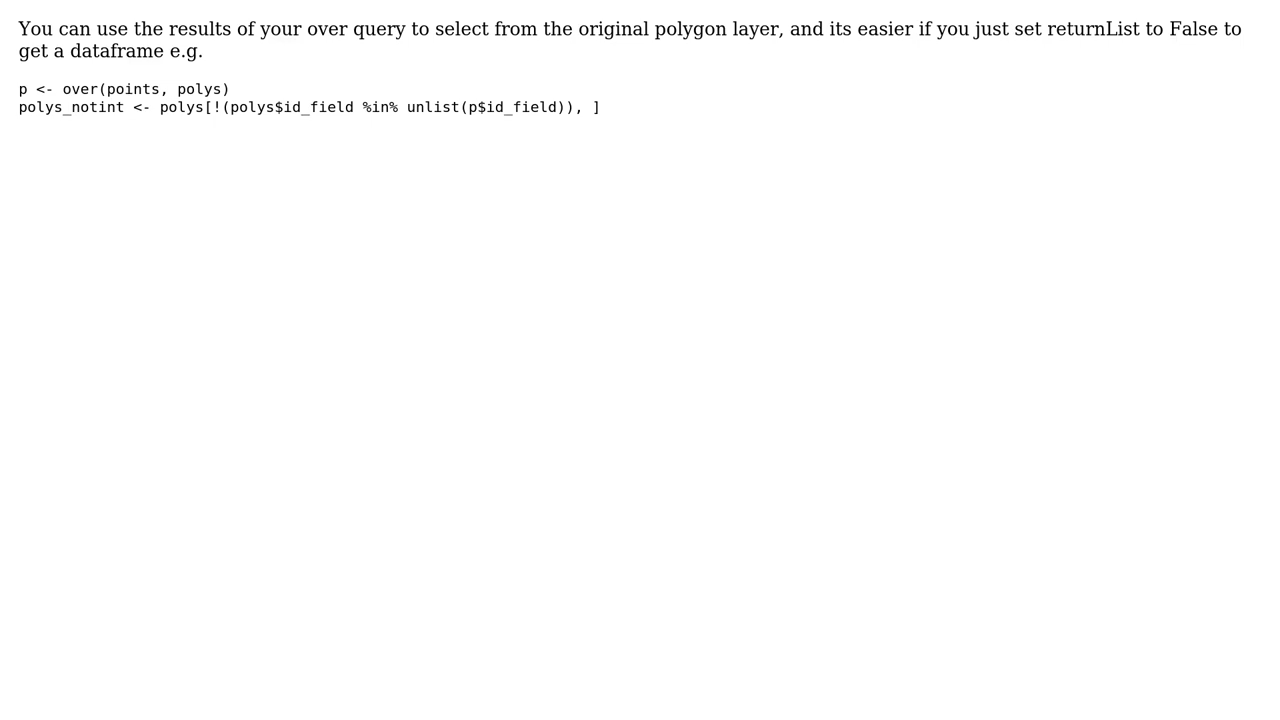 You can use the results of your over query to select from the original polygon layer, and its easier if you just set returnList to False to
get a dataframe e.g.
p <- over(points, polys)
polys_notint <- polys[!(polys$id_field %in% unlist(p$id_field)), ]